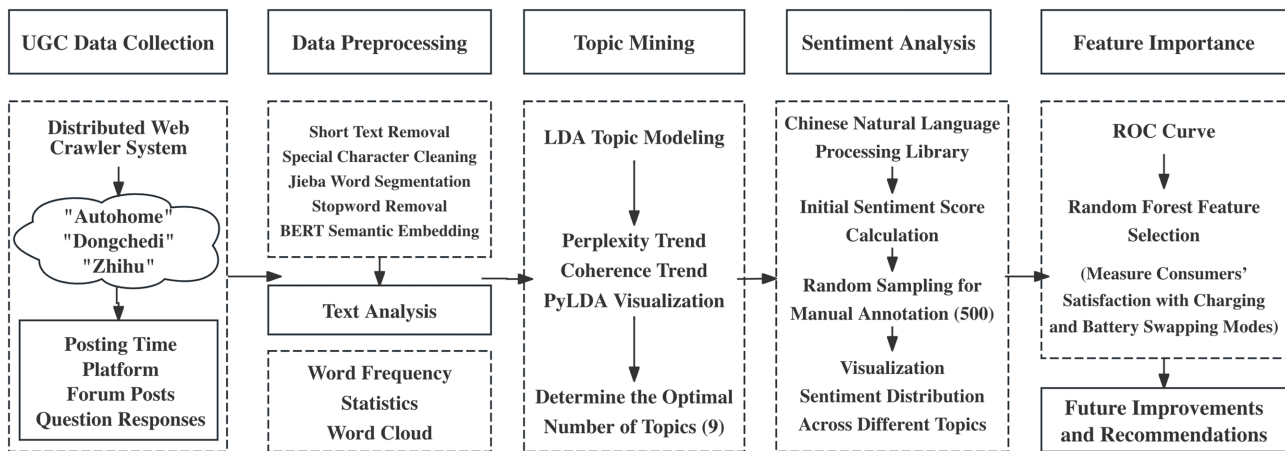 UGC Data Collection
Data Preprocessing
Topic Mining
Sentiment Analysis
Feature Importance
Distributed Web
Crawler System
"Autohome"
"Dongchedi"
"Zhihu"
Posting Time
Platform
Forum Posts
Question Responses
Short Text Removal
Special Character Cleaning
Jieba Word Segmentation
Stopword Removal
BERT Semantic Embedding
Text Analysis
Word Frequency
Statistics
Word Cloud
LDA Topic Modeling
Perplexity Trend
Coherence Trend
PyLDA Visualization
Determine the Optimal
Number of Topics (9)
Chinese Natural Language
Processing Library
Initial Sentiment Score
Calculation
Random Sampling for
Manual Annotation (500)
Visualization
Sentiment Distribution
Across Different Topics
ROC Curve
Random Forest Feature
Selection
(Measure Consumers’
Satisfaction with Charging
and Battery Swapping Modes)
Future Improvements
and Recommendations